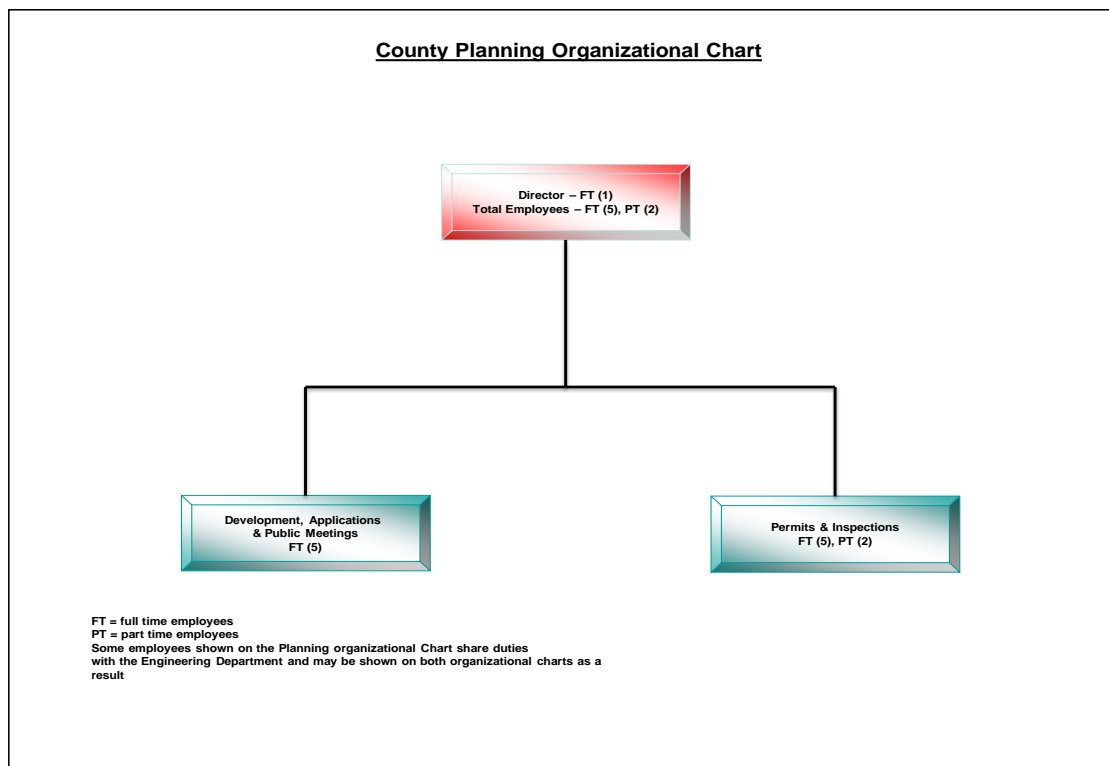 County Planning Organizational Chart
Director – FT (1)
Total Employees – FT (5), PT (2)
Development, Applications
& Public Meetings
FT (5)
Permits & Inspections
FT (5), PT (2)
FT = full time employees
PT = part time employees
Some employees shown on the Planning organizational Chart share duties
with the Engineering Department and may be shown on both organizational charts as a
result